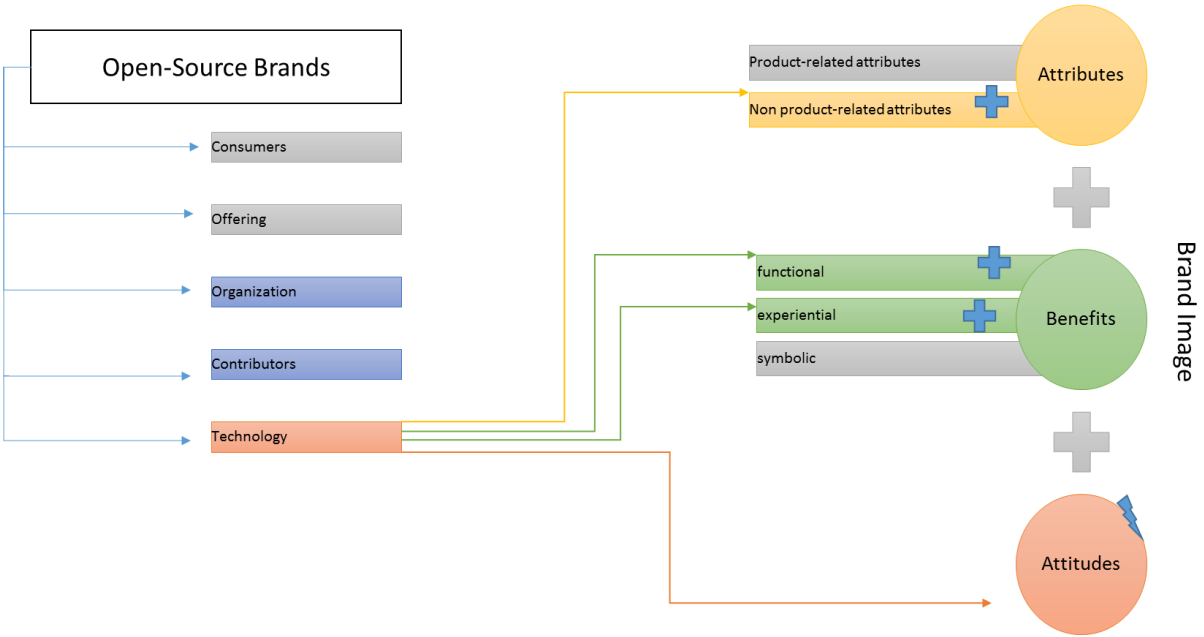 Open-Source Brands
Consumers
Offering
Organization
Contributors
Technology
Product-related attributes
Non product-related attributes
Attributes
functional
experiential
symbolic
Benefits
Attitudes
Brand Image